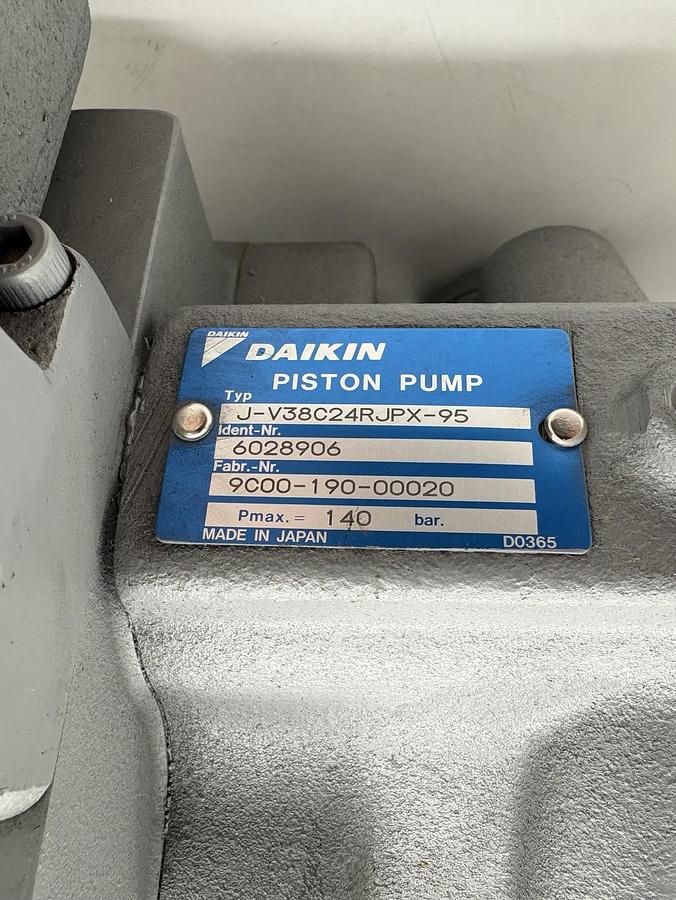 DAIKIN
DAIKIN
PISTON PUMP
Typ
J-V38C24RJPX-95
Ident-Nr.
6028906
Fabr.-Nr.
9C00-190-00020
Pmax. = 140 bar.
MADE IN JAPAN D0365